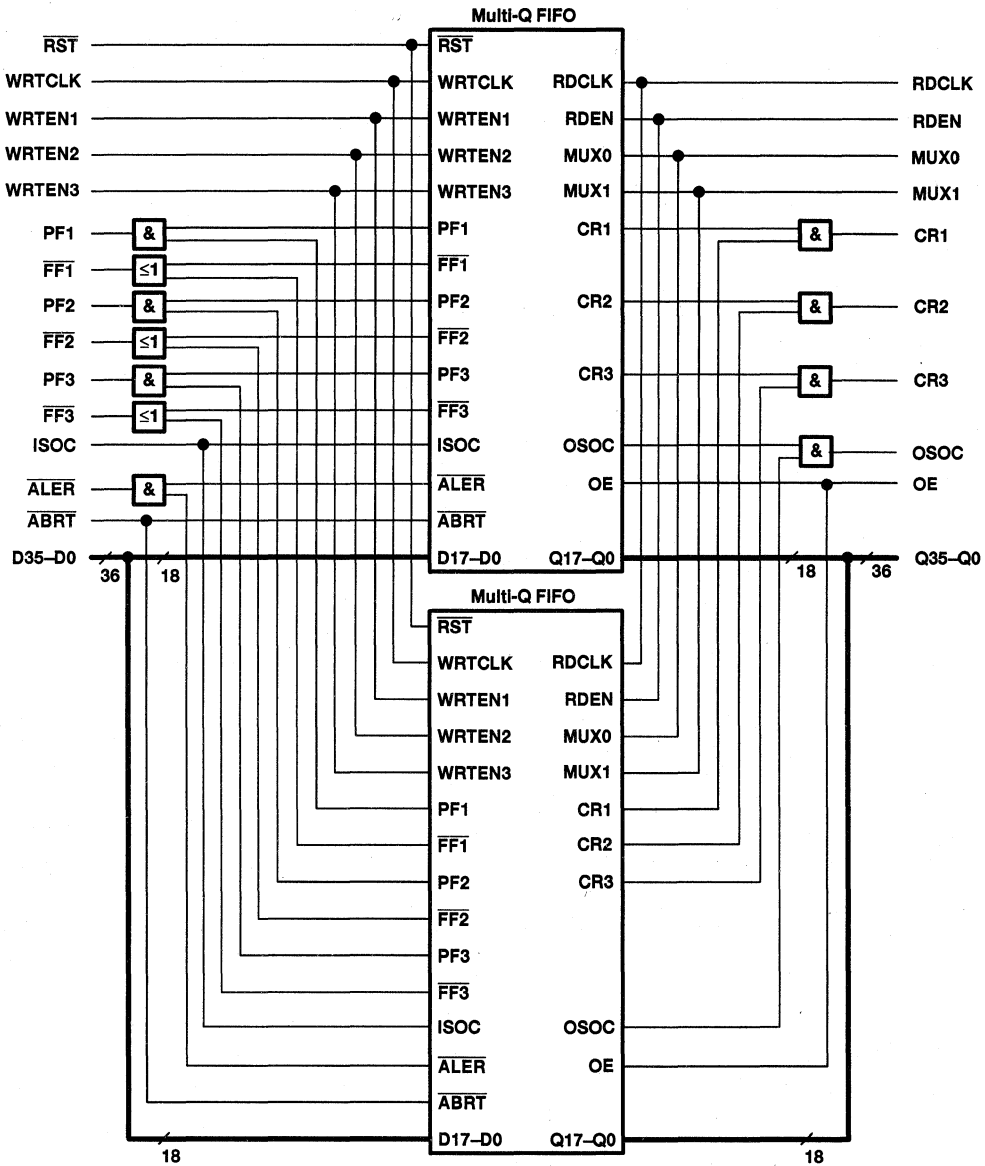 Multi-Q FIFO
RST RST
WRTCLK WRTCLK RDCLK RDCLK
WRTEN1 WRTEN1 RDEN RDEN
WRTEN2 WRTEN2 MUX0 MUX0
WRTEN3 WRTEN3 MUX1 MUX1
PF1 & PF1 CR1 & CR1
FF1 ≤1 FF1
PF2 & PF2 CR2 & CR2
FF2 ≤1 FF2
PF3 & PF3 CR3 & CR3
FF3 ≤1 FF3
ISOC ISOC OSOC & OSOC
ALER & ALER OE OE
ABRT ABRT
D35–D0 D17–D0 Q17–Q0 Q35–Q0
36 18 18 36
Multi-Q FIFO
RST
WRTCLK RDCLK
WRTEN1 RDEN
WRTEN2 MUX0
WRTEN3 MUX1
PF1 CR1
FF1 CR2
PF2 CR3
FF2
PF3
FF3
ISOC OSOC
ALER OE
ABRT
D17–D0 Q17–Q0
18 18